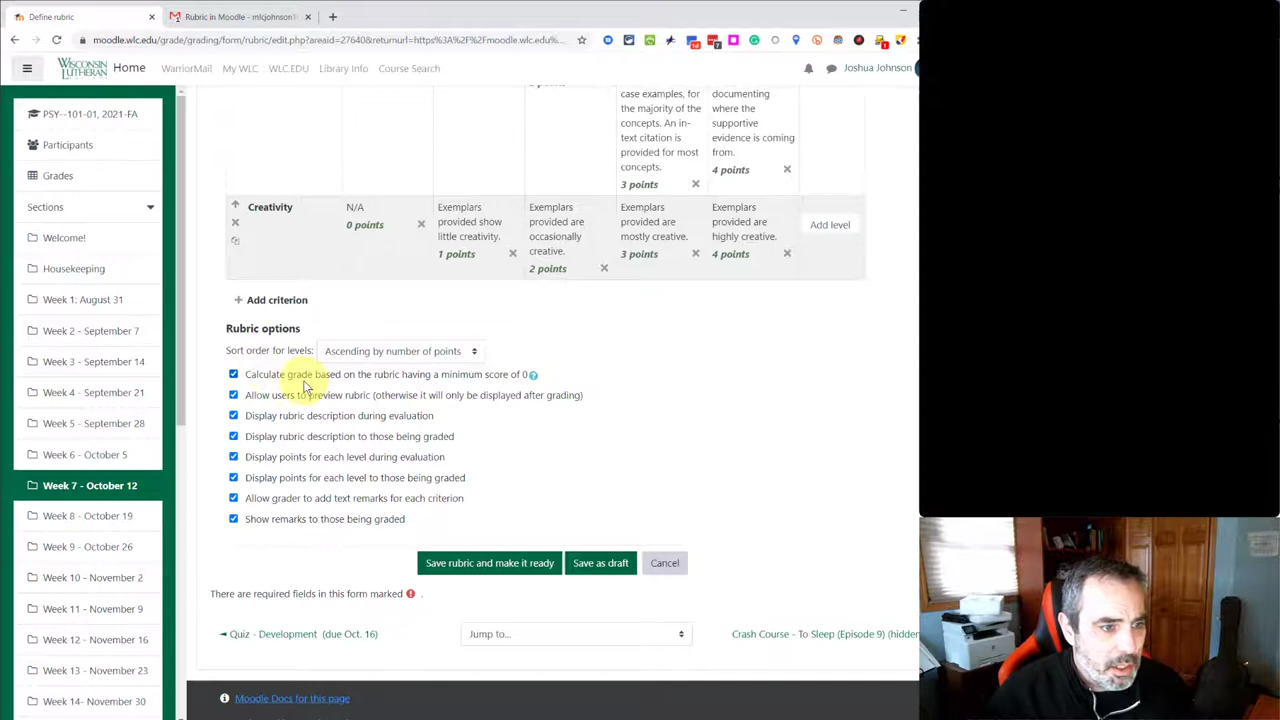 Define rubric
Rubric in Moodle - mlcjohnson1
moodle.wlc.edu/grade/grading/form/rubric/edit.php?areaid=27640&returnurl=https%3A%2F%2Fmoodle.wlc.edu%...
WISCONSIN
LUTHERAN
Home
WarriorMail
My WLC
WLC.EDU
Library Info
Course Search
Joshua Johnson
PSY--101-01, 2021-FA
Participants
Grades
Sections
Welcome!
Housekeeping
Week 1: August 31
Week 2 - September 7
Week 3 - September 14
Week 4 - September 21
Week 5 - September 28
Week 6 - October 5
Week 7 - October 12
Week 8 - October 19
Week 9 - October 26
Week 10 - November 2
Week 11 - November 9
Week 12 - November 16
Week 13 - November 23
Week 14- November 30
case examples, for
the majority of the
concepts. An in-
text citation is
provided for most
concepts.
3 points
documenting
where the
supportive
evidence is coming
from.
4 points
Creativity
N/A
0 points
Exemplars
provided show
little creativity.
1 points
Exemplars
provided are
occasionally
creative.
2 points
Exemplars
provided are
mostly creative.
3 points
Exemplars
provided are
highly creative.
4 points
Add level
+ Add criterion
Rubric options
Sort order for levels: Ascending by number of points
Calculate grade based on the rubric having a minimum score of 0
Allow users to preview rubric (otherwise it will only be displayed after grading)
Display rubric description during evaluation
Display rubric description to those being graded
Display points for each level during evaluation
Display points for each level to those being graded
Allow grader to add text remarks for each criterion
Show remarks to those being graded
Save rubric and make it ready
Save as draft
Cancel
There are required fields in this form marked .
◄ Quiz - Development (due Oct. 16)
Jump to...
Crash Course - To Sleep (Episode 9) (hidden
Moodle Docs for this page